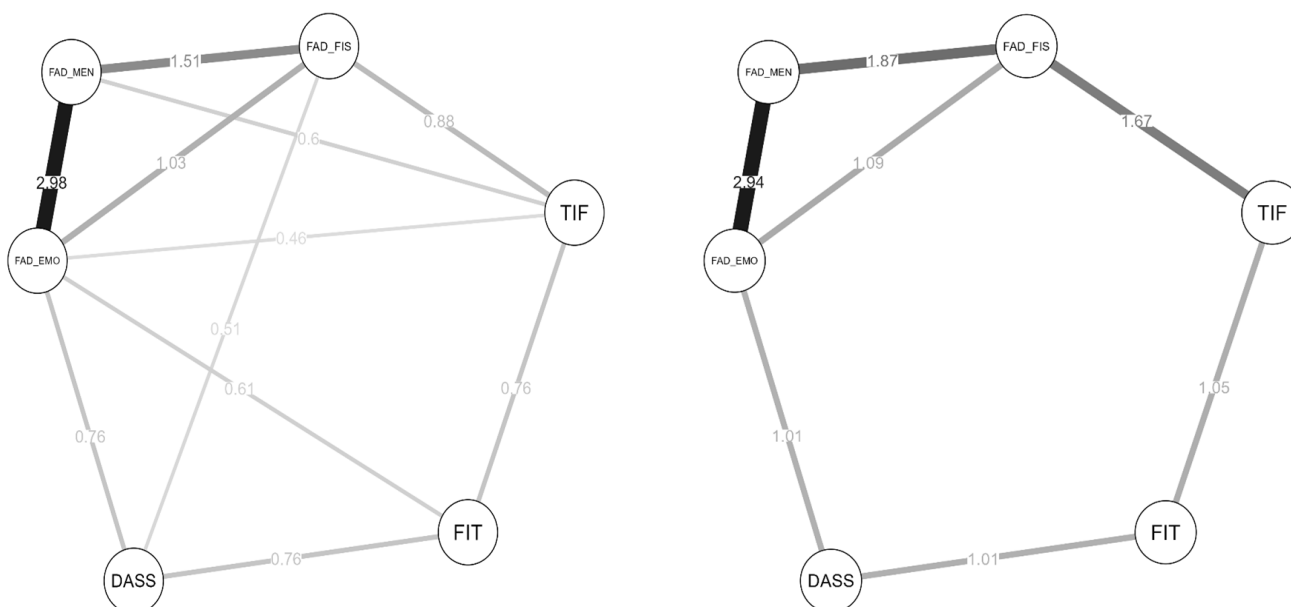 FAD_FIS
FAD_MEN
1.51
0.88
0.6
1.03
2.98
TIF
0.46
FAD_EMO
0.51
0.61
0.76
0.76
FIT
0.76
DASS
FAD_FIS
FAD_MEN
1.87
1.67
1.09
2.94
TIF
FAD_EMO
1.05
1.01
FIT
1.01
DASS